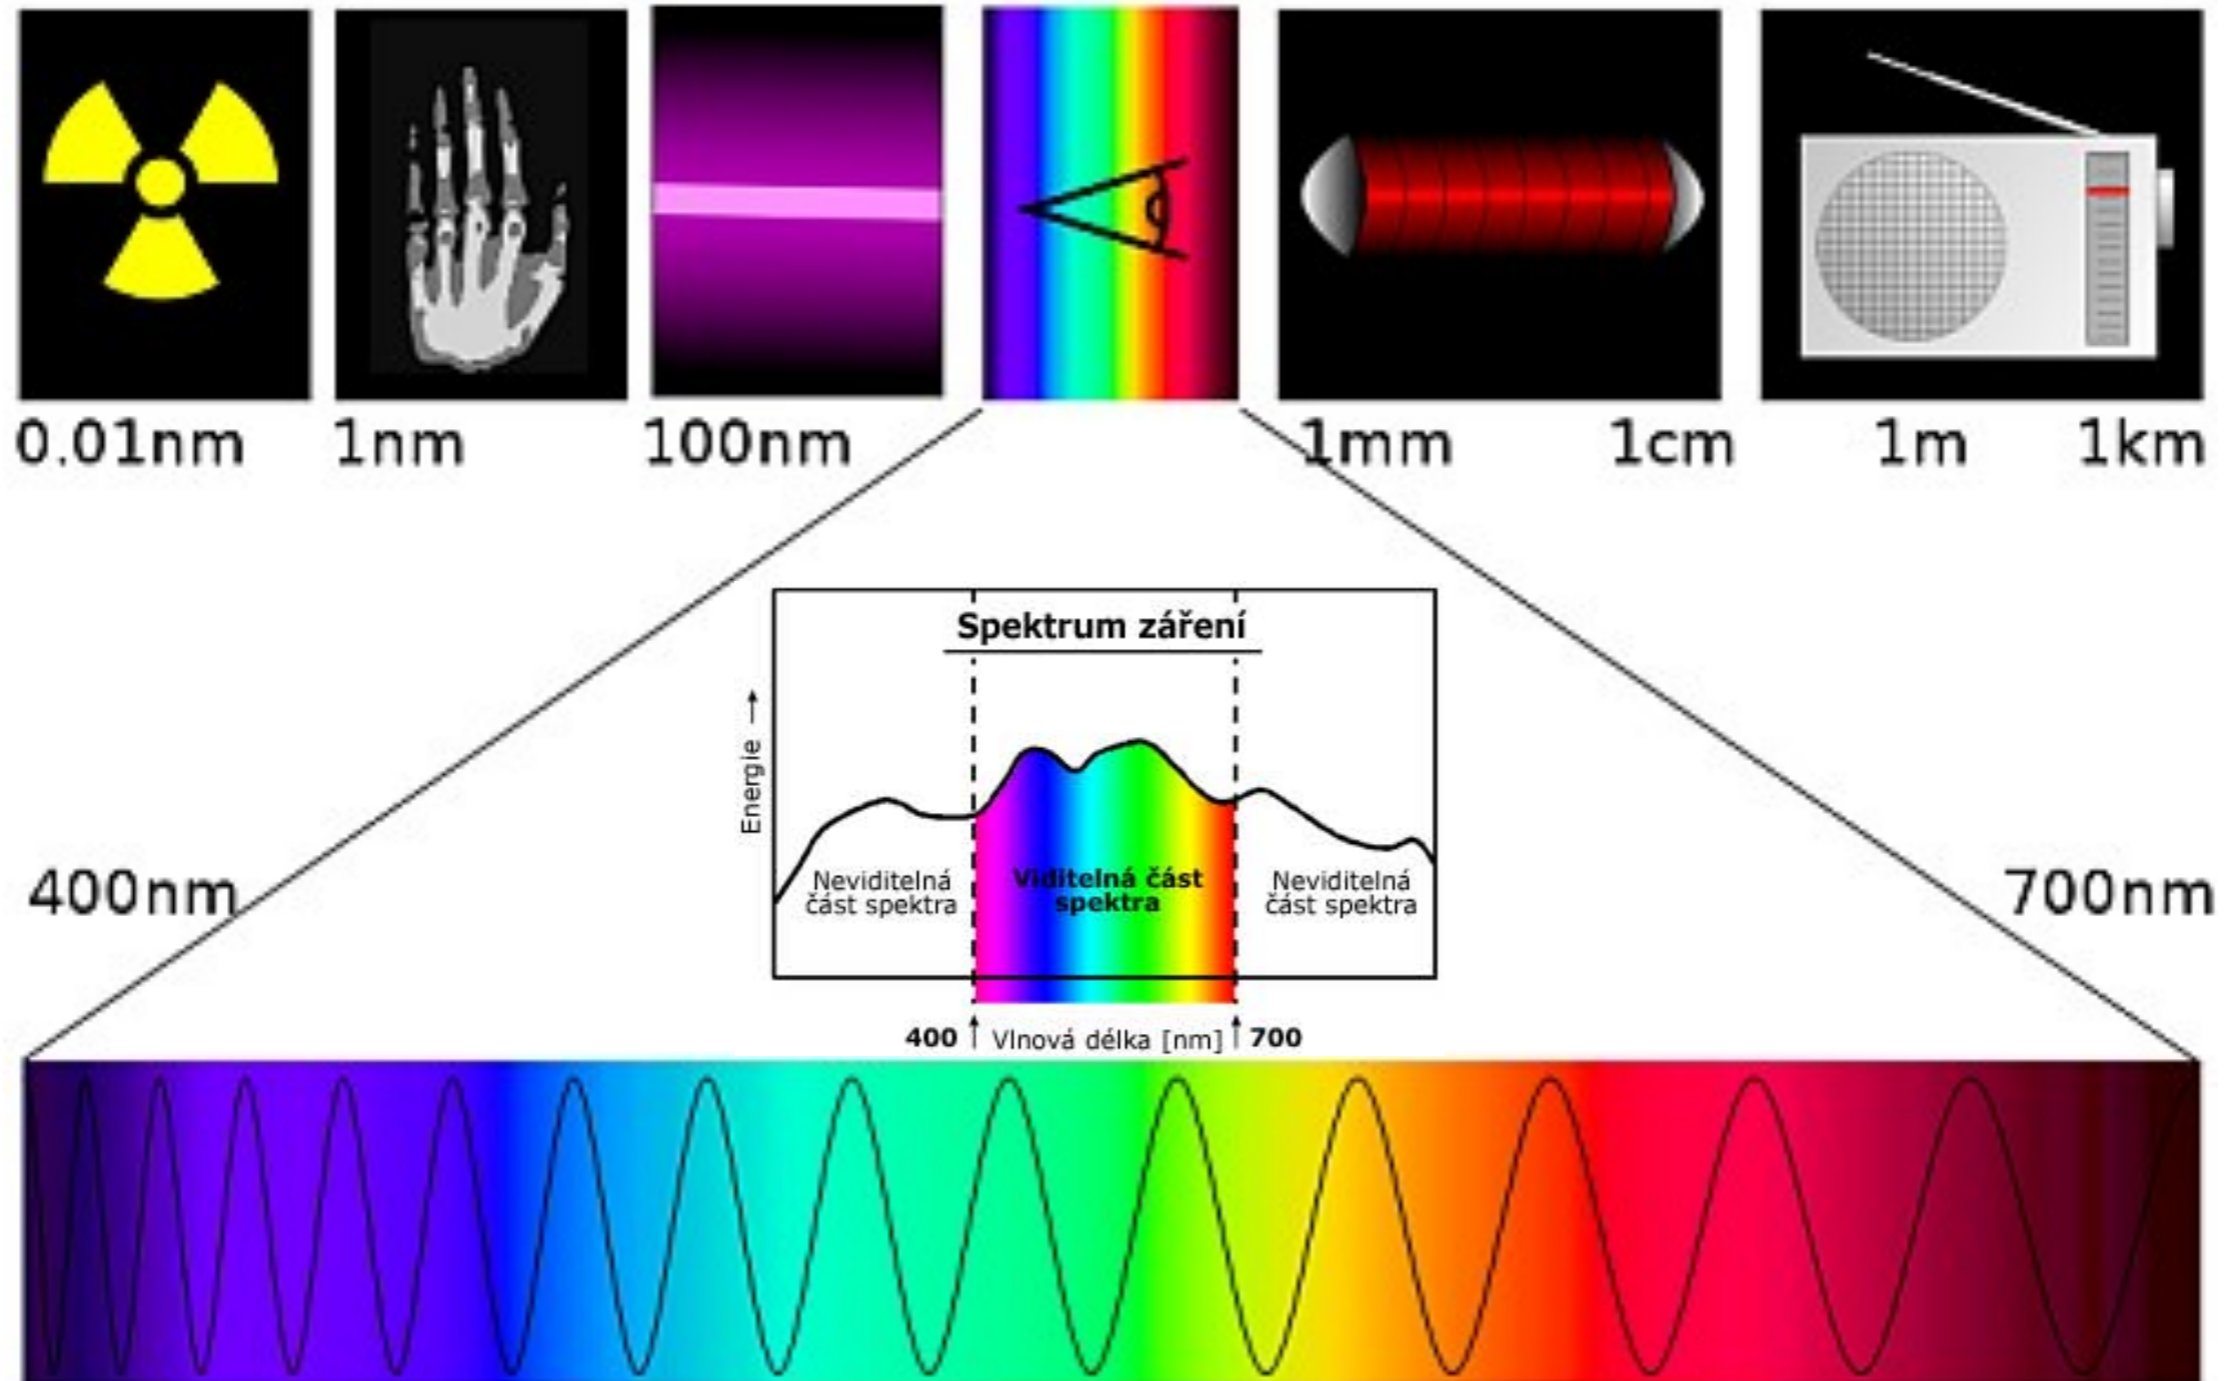 0.01nm 1nm 100nm 1mm 1cm 1m 1km
Spektrum záření
Energie
400nm
700nm
Neviditelná
část spektra
Viditelná část
spektra
Neviditelná
část spektra
400 Vlnová délka [nm] 700